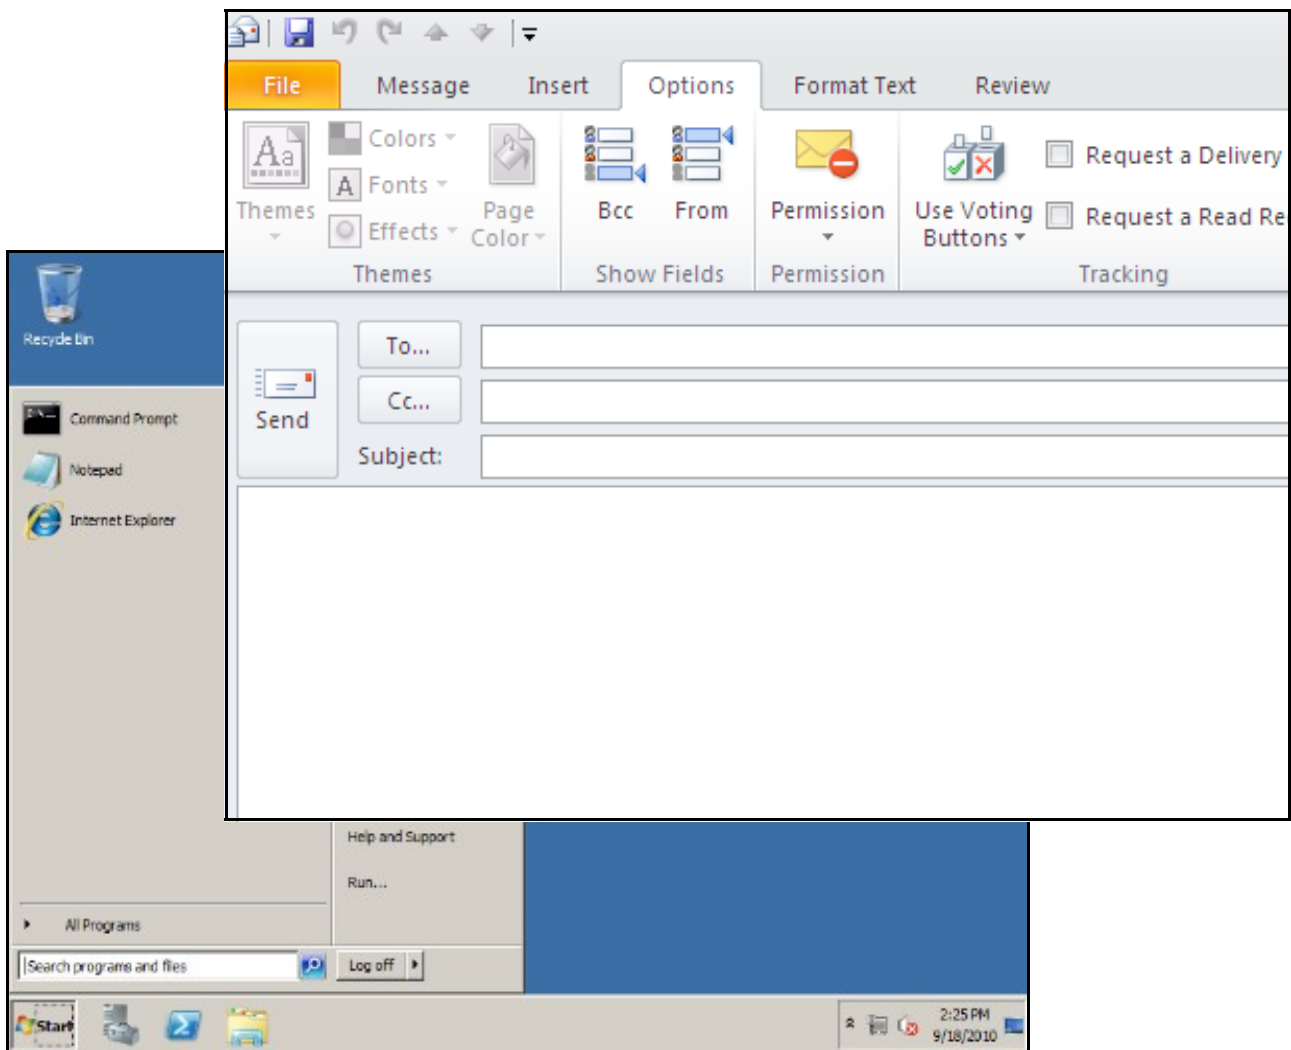 File Message Insert Options Format Text Review
Colors
Fonts
Effects
Themes
Page
Color
Bcc From
Permission
Use Voting
Buttons
Request a Delivery
Request a Read Re
Themes Show Fields Permission Tracking
To...
Cc...
Send
Subject:
Recycle Bin
Command Prompt
Notepad
Internet Explorer
Help and Support
Run...
All Programs
Search programs and files
Log off
Start
2:25 PM
9/18/2010